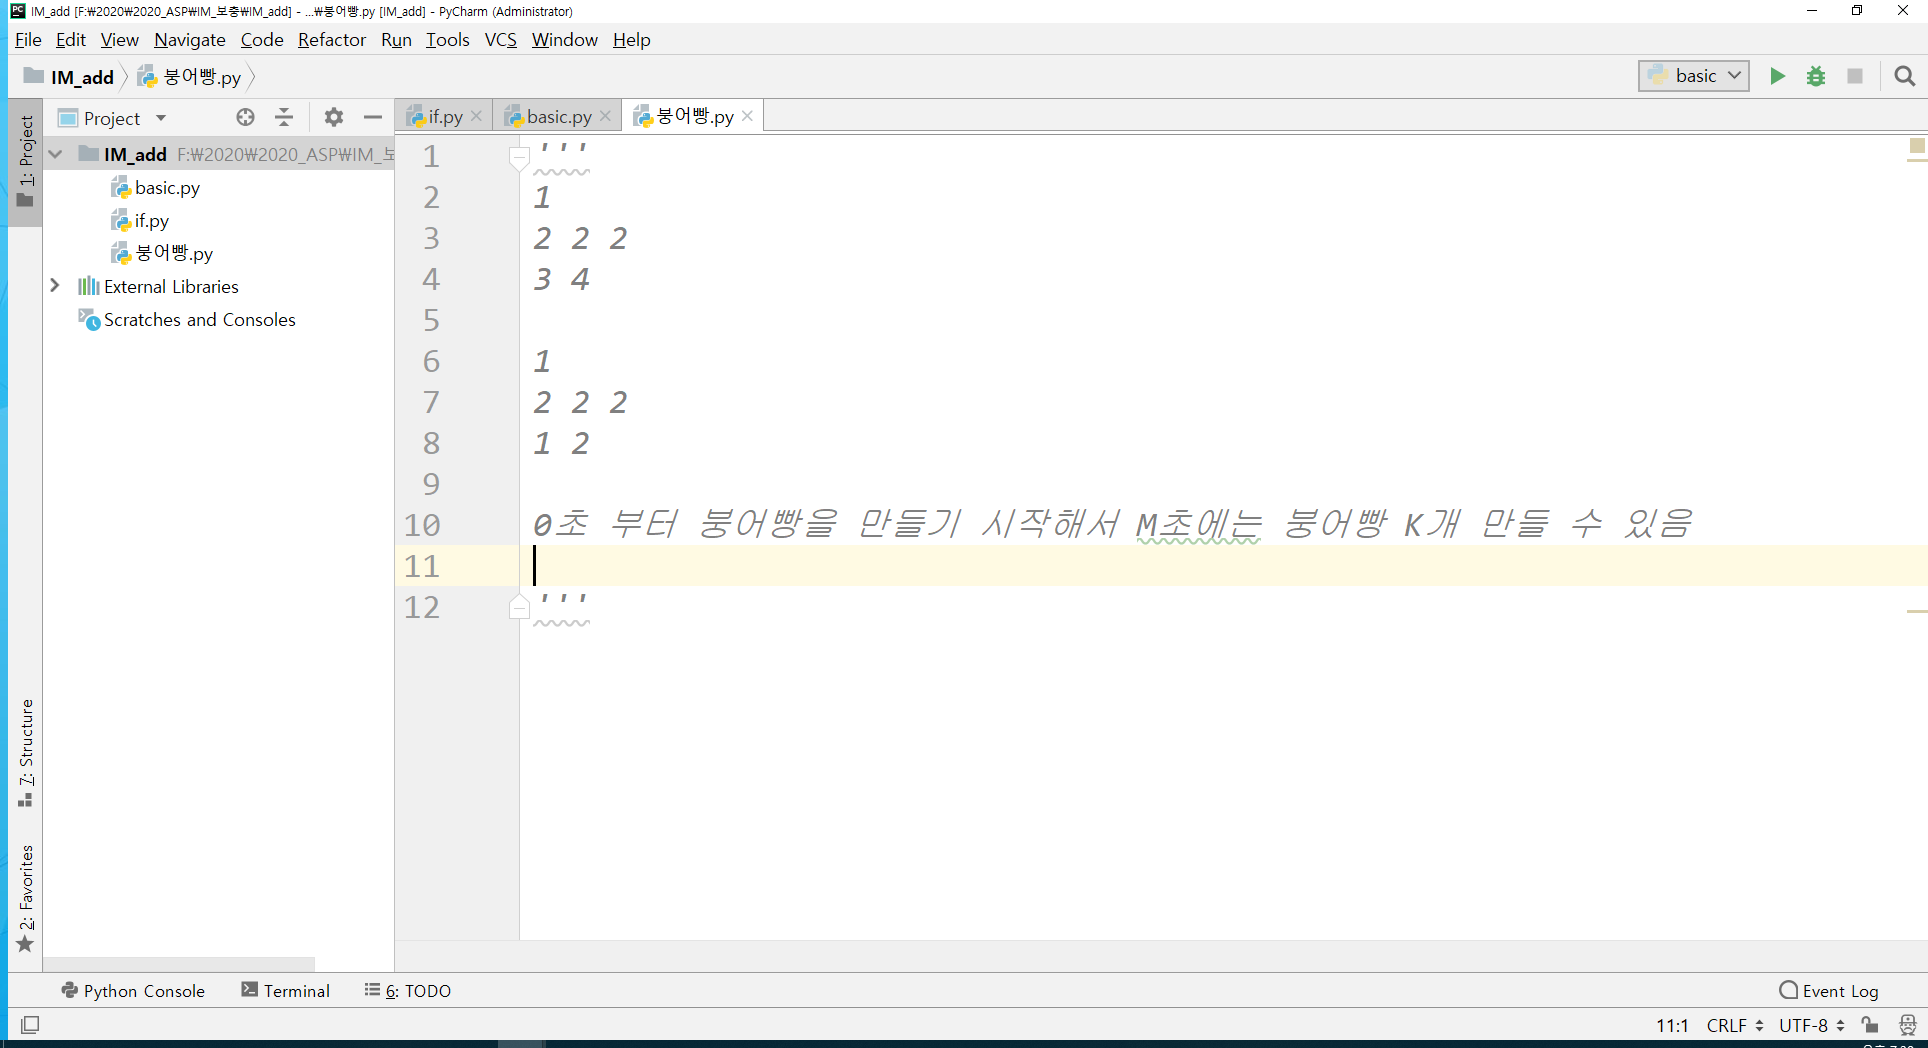 IM_add [F:₩2020₩2020_ASP₩IM_보충₩IM_add] - ...₩붕어빵.py [IM_add] - PyCharm (Administrator)
File Edit View Navigate Code Refactor Run Tools VCS Window Help
IM_add 붕어빵.py basic
Project if.py basic.py 붕어빵.py
IM_add F:₩2020₩2020_ASP₩IM_보
basic.py
if.py
붕어빵.py
External Libraries
Scratches and Consoles
1: Project
7: Structure
2: Favorites
1 '''
2 1
3 2 2 2
4 3 4
5
6 1
7 2 2 2
8 1 2
9
10 0초 부터 붕어빵을 만들기 시작해서 M초에는 붕어빵 K개 만들 수 있음
11
12 '''
Python Console Terminal 6: TODO Event Log
11:1 CRLF UTF-8